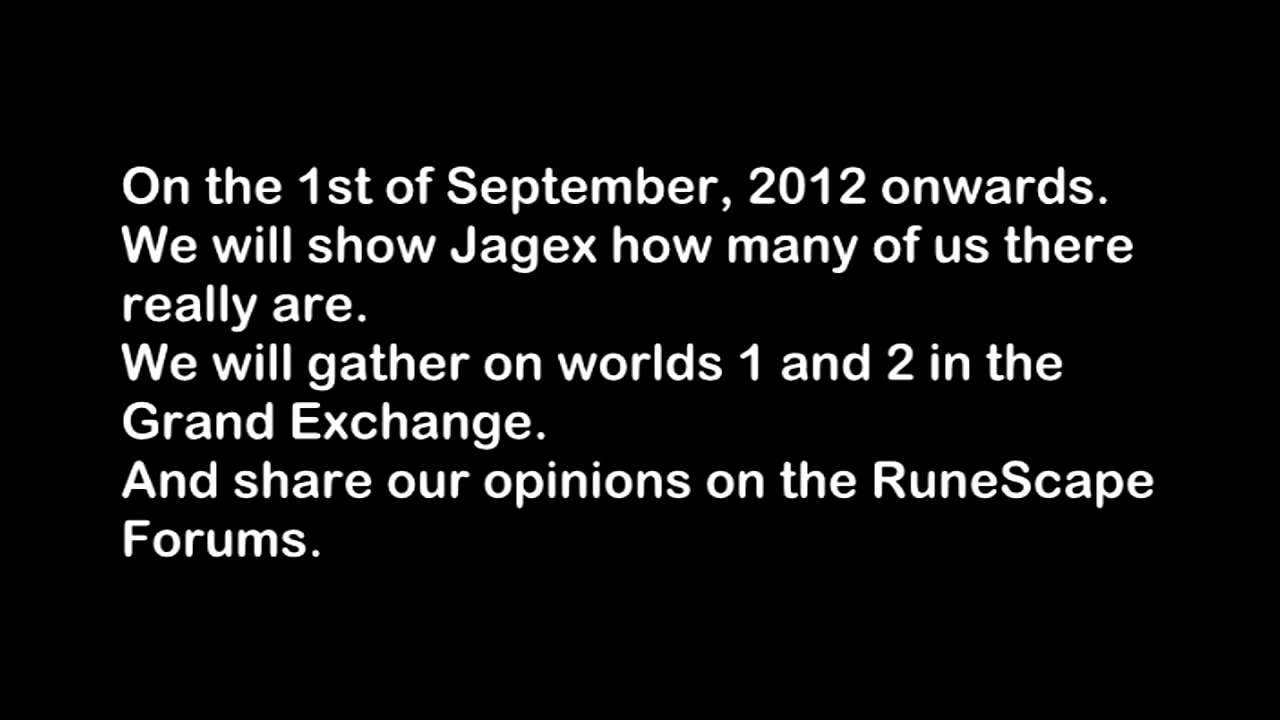 On the 1st of September, 2012 onwards.
We will show Jagex how many of us there
really are.
We will gather on worlds 1 and 2 in the
Grand Exchange.
And share our opinions on the RuneScape
Forums.